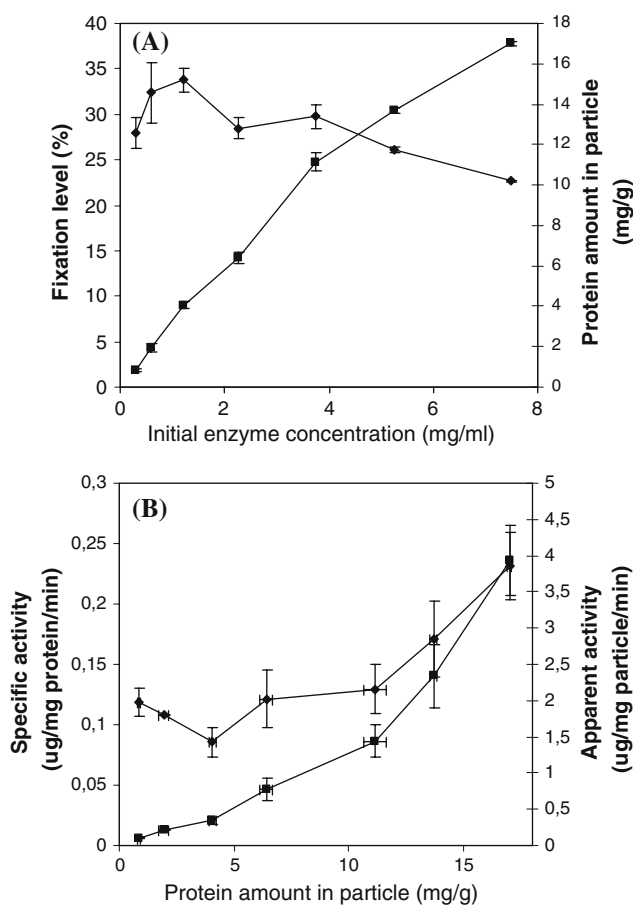 (A)
40
35
30
25
20
15
10
5
0
Fixation level (%)
18
16
14
12
10
8
6
4
2
0
Protein amount in particle
(mg/g)
0 2 4 6 8
Initial enzyme concentration (mg/ml)
(B)
0,3
0,25
0,2
0,15
0,1
0,05
0
Specific activity
(ug/mg protein/min)
5
4,5
4
3,5
3
2,5
2
1,5
1
0,5
0
Apparent activity
(ug/mg particle/min)
0 5 10 15
Protein amount in particle (mg/g)